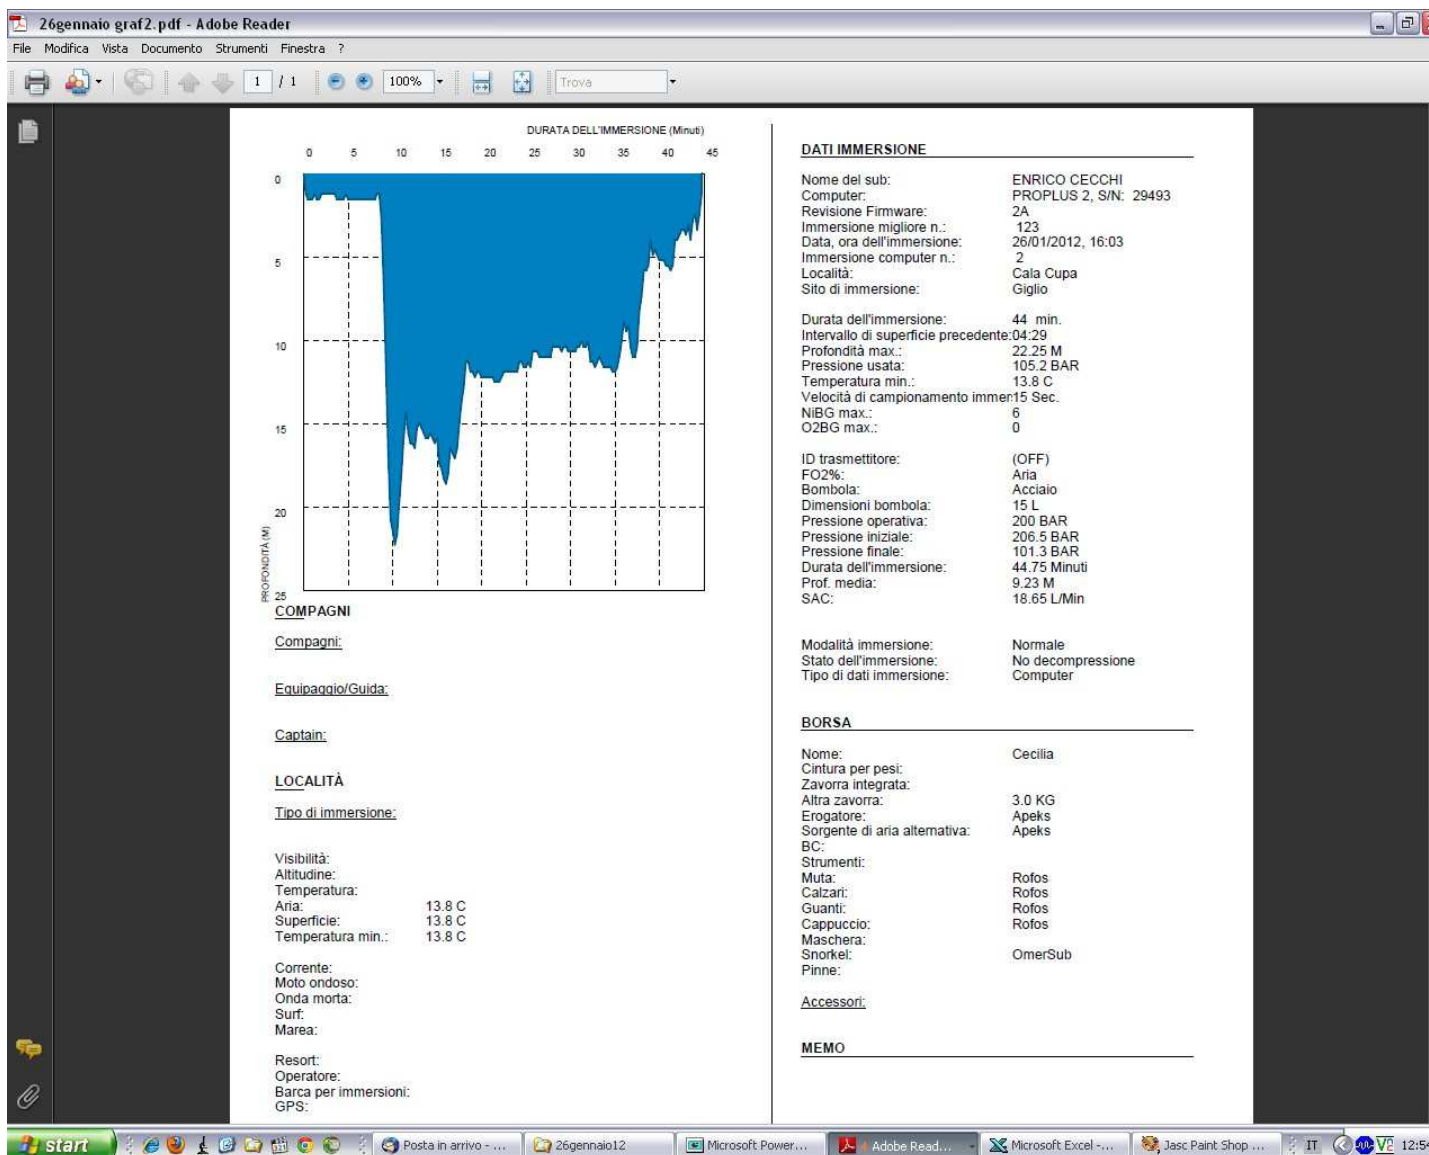 26gennaio graf2.pdf - Adobe Reader
File Modifica Vista Documento Strumenti Finestra ?
1 / 1 100% Trova
DURATA DELL'IMMERSIONE (Minuti)
0 5 10 15 20 25 30 35 40 45
0
5
10
15
20
25
PROFONDITÀ (M)
COMPAGNI
Compagni:
Equipaggio/Guida:
Captain:
LOCALITÀ
Tipo di immersione:
Visibilità:
Altitudine:
Temperatura:
Aria: 13.8 C
Superficie: 13.8 C
Temperatura min.: 13.8 C
Corrente:
Moto ondoso:
Onda morta:
Surf:
Marea:
Resort:
Operatore:
Barca per immersioni:
GPS:
DATI IMMERSIONE
Nome del sub: ENRICO CECCHI
Computer: PROPLUS 2, S/N: 29493
Revisione Firmware: 2A
Immersione migliore n.: 123
Data, ora dell'immersione: 26/01/2012, 16:03
Immersione computer n.: 2
Località: Cala Cupa
Sito di immersione: Giglio
Durata dell'immersione: 44 min.
Intervallo di superficie precedente: 04:29
Profondità max.: 22.25 M
Pressione usata: 105.2 BAR
Temperatura min.: 13.8 C
Velocità di campionamento immer 15 Sec.
NiBG max.: 6
O2BG max.: 0
ID trasmettitore: (OFF)
FO2%: Aria
Bombola: Acciaio
Dimensioni bombola: 15 L
Pressione operativa: 200 BAR
Pressione iniziale: 206.5 BAR
Pressione finale: 101.3 BAR
Durata dell'immersione: 44.75 Minuti
Prof. media: 9.23 M
SAC: 18.65 L/Min
Modalità immersione: Normale
Stato dell'immersione: No decompressione
Tipo di dati immersione: Computer
BORSA
Nome: Cecilia
Cintura per pesi:
Zavorra integrata:
Altra zavorra: 3.0 KG
Erogatore: Apeks
Sorgente di aria alternativa: Apeks
BC:
Strumenti:
Muta: Rofos
Calzari: Rofos
Guanti: Rofos
Cappuccio: Rofos
Maschera:
Snorkel: OmerSub
Pinne:
Accessori:
MEMO
start Posta in arrivo - ... 26gennaio12 Microsoft Power... Adobe Read... Microsoft Excel -... Jasc Paint Shop ... IT 12:54